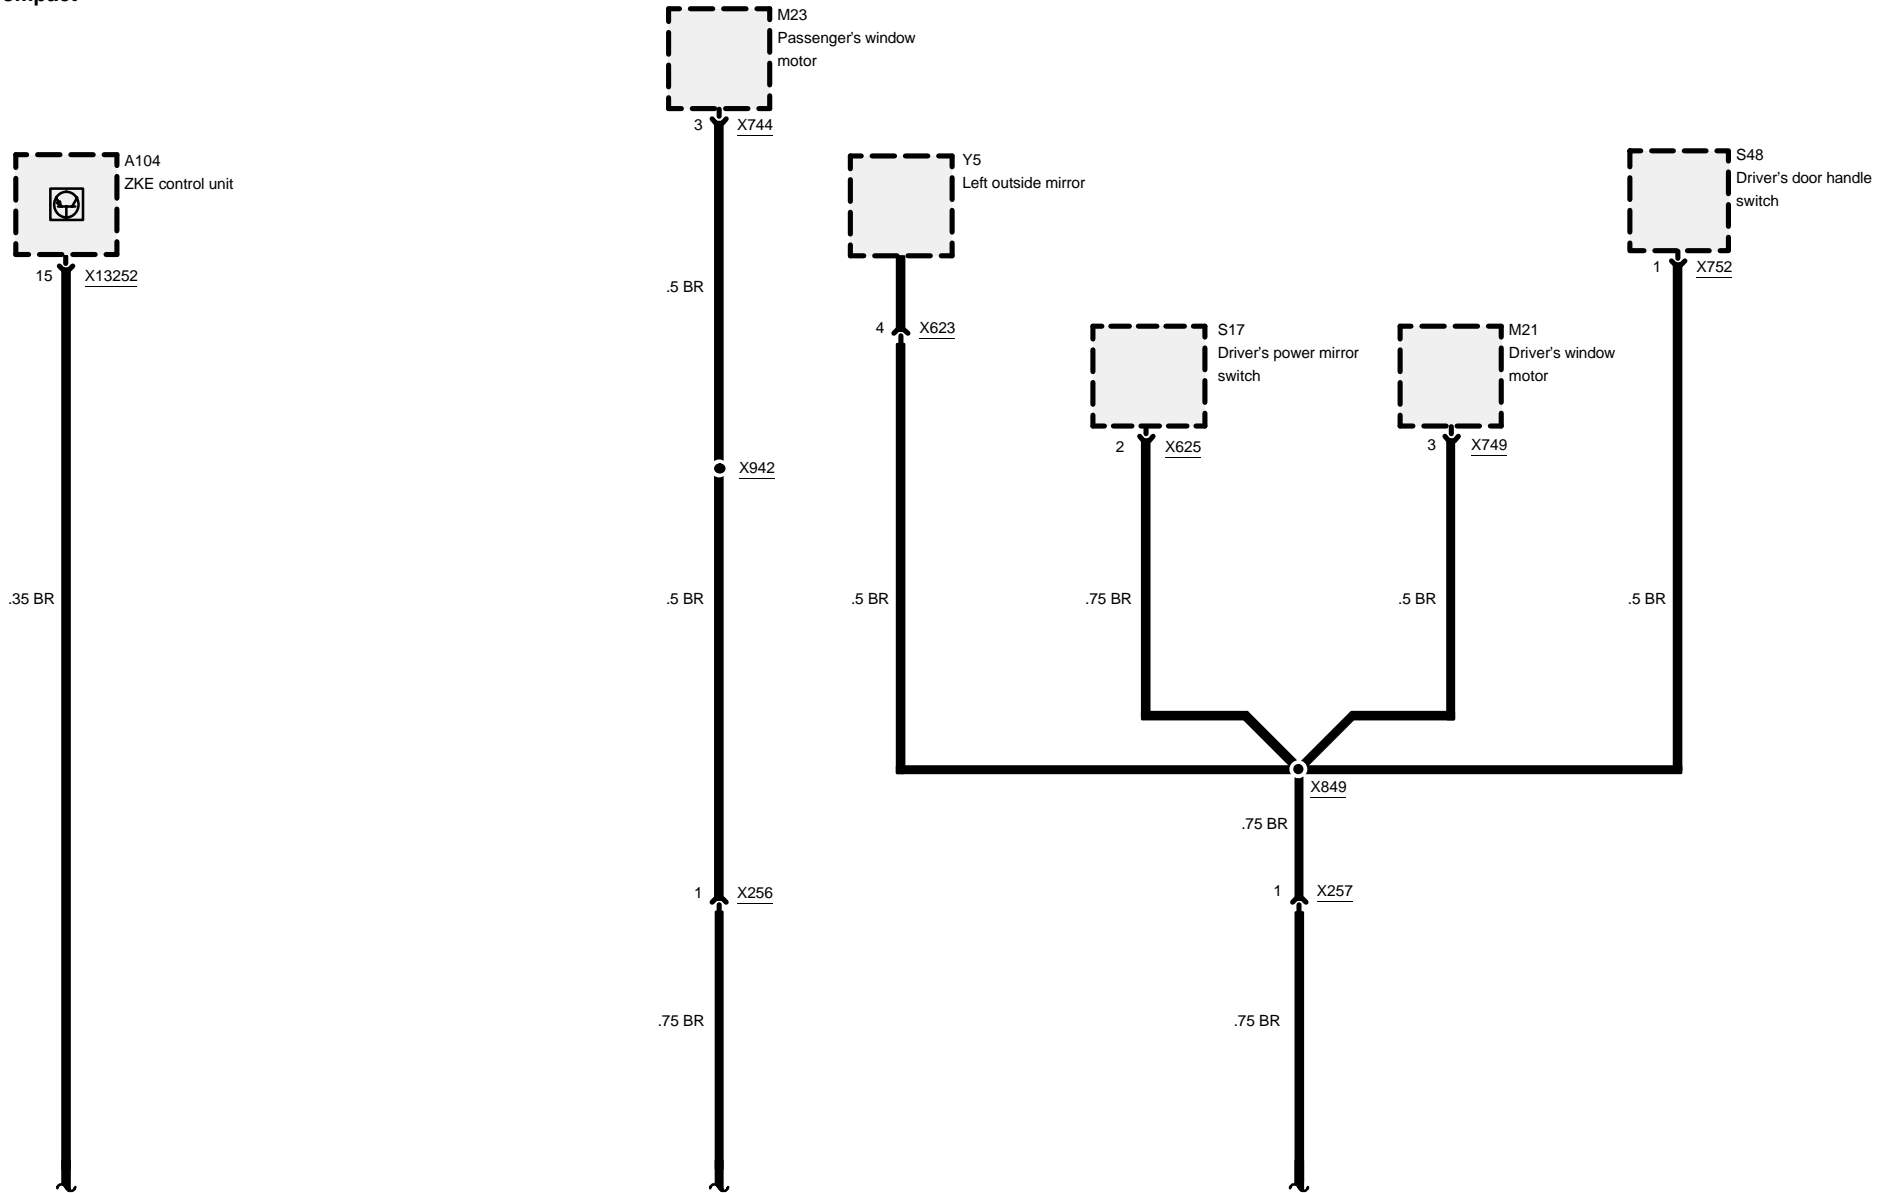 M23
Passenger's window
motor
3 X744
A104
ZKE control unit
15 X13252
Y5
Left outside mirror
4 X623
S48
Driver's door handle
switch
1 X752
.5 BR
S17
Driver's power mirror
switch
2 X625
M21
Driver's window
motor
3 X749
X942
.35 BR
.5 BR
.5 BR
.75 BR
.5 BR
.5 BR
X849
.75 BR
1 X256
1 X257
.75 BR
.75 BR